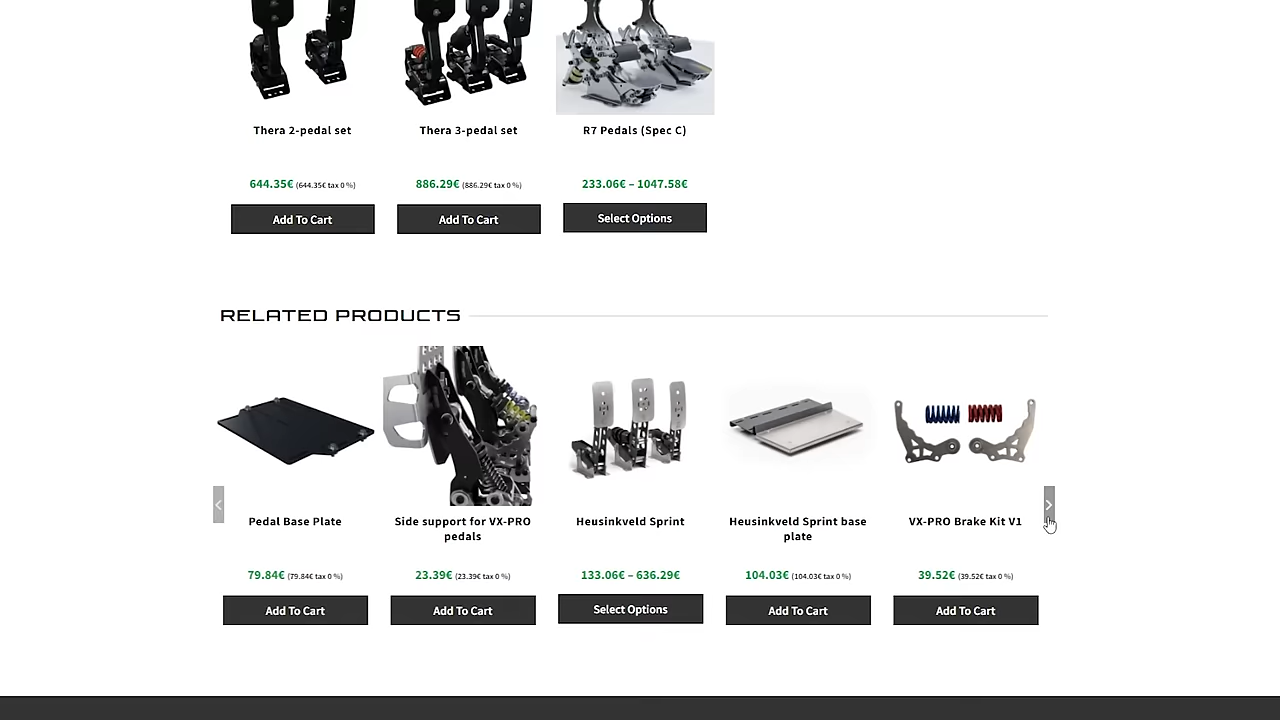 Thera 2-pedal set
Thera 3-pedal set
R7 Pedals (Spec C)
644.35€ (644.35€ tax 0 %)
886.29€ (886.29€ tax 0 %)
233.06€ – 1047.58€
Add To Cart
Add To Cart
Select Options
RELATED PRODUCTS
Pedal Base Plate
Side support for VX-PRO
pedals
Heusinkveld Sprint
Heusinkveld Sprint base
plate
VX-PRO Brake Kit V1
79.84€ (79.84€ tax 0 %)
23.39€ (23.39€ tax 0 %)
133.06€ – 636.29€
104.03€ (104.03€ tax 0 %)
39.52€ (39.52€ tax 0 %)
Add To Cart
Add To Cart
Select Options
Add To Cart
Add To Cart